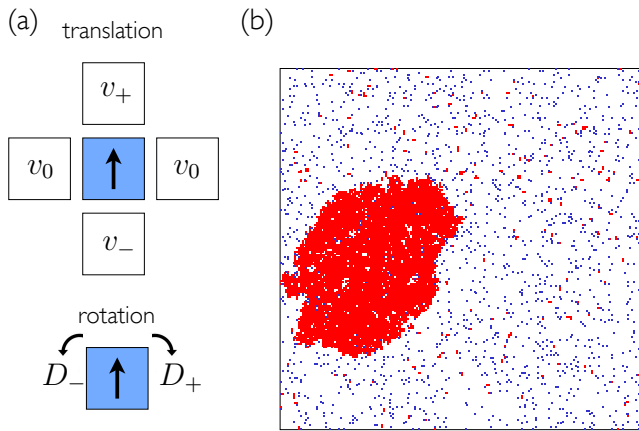 (a)
translation
v₊
v₀ v₀
v₋
rotation
D₋ D₊
(b)